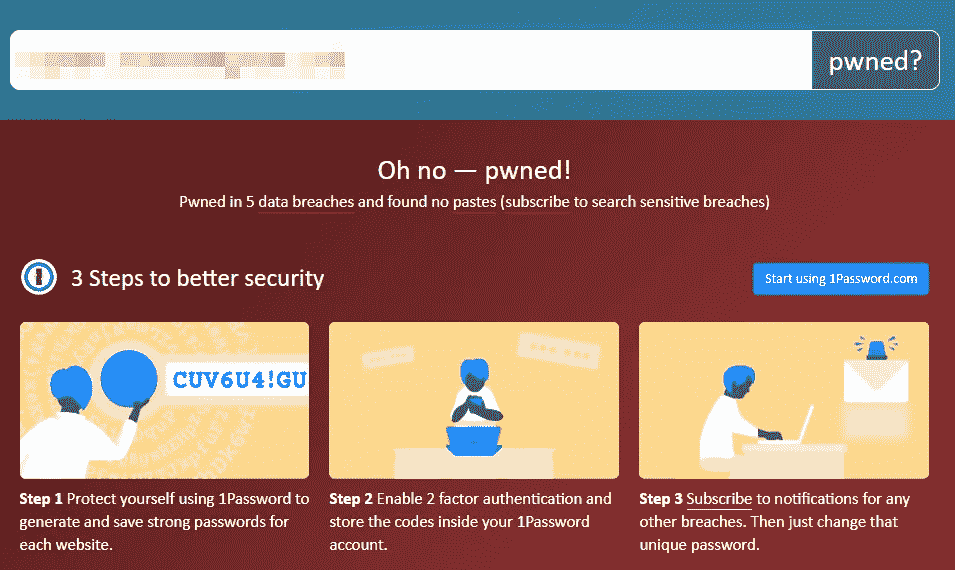 pwned?
Oh no — pwned!
Pwned in 5 data breaches and found no pastes (subscribe to search sensitive breaches)
3 Steps to better security
Start using 1Password.com
CUV6U4!GU
Step 1 Protect yourself using 1Password to
generate and save strong passwords for
each website.
Step 2 Enable 2 factor authentication and
store the codes inside your 1Password
account.
Step 3 Subscribe to notifications for any
other breaches. Then just change that
unique password.